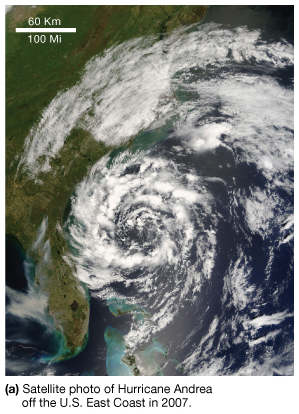 60 Km
100 Mi
(a) Satellite photo of Hurricane Andrea
off the U.S. East Coast in 2007.